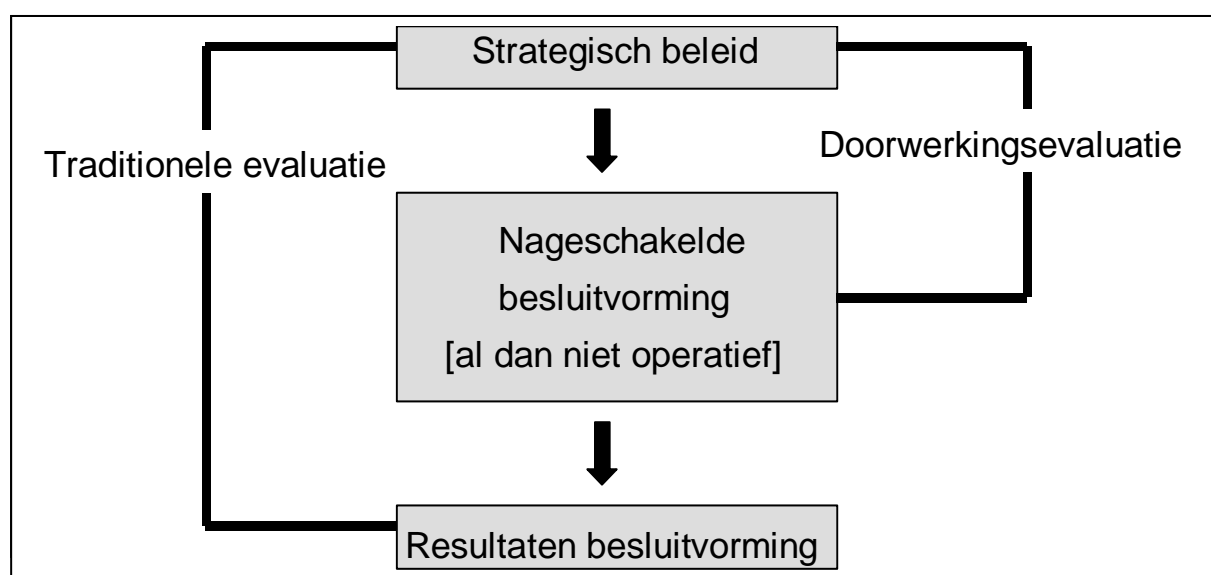 Strategisch beleid
Doorwerkingsevaluatie
Traditionele evaluatie
Nageschakelde
besluitvorming
[al dan niet operatief]
Resultaten besluitvorming